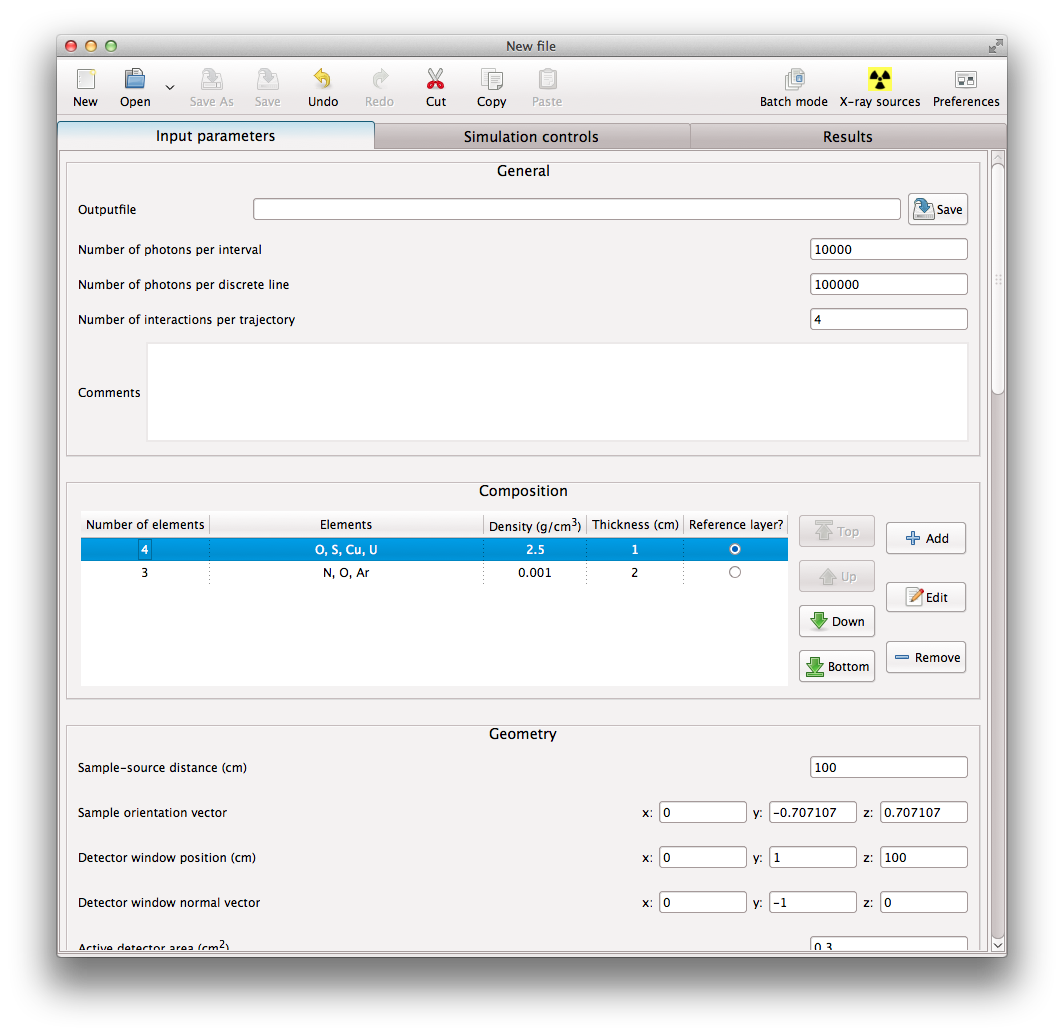 New file
New Open Save As Save Undo Redo Cut Copy Paste Batch mode X-ray sources Preferences
Input parameters Simulation controls Results
General
Outputfile Save
Number of photons per interval 10000
Number of photons per discrete line 100000
Number of interactions per trajectory 4
Comments
Composition
Number of elements Elements Density (g/cm³) Thickness (cm) Reference layer?
4 O, S, Cu, U 2.5 1
3 N, O, Ar 0.001 2
Top
Up
Down
Bottom
Add
Edit
Remove
Geometry
Sample-source distance (cm) 100
Sample orientation vector x: 0 y: -0.707107 z: 0.707107
Detector window position (cm) x: 0 y: 1 z: 100
Detector window normal vector x: 0 y: -1 z: 0
Active detector area (cm²) 0.3